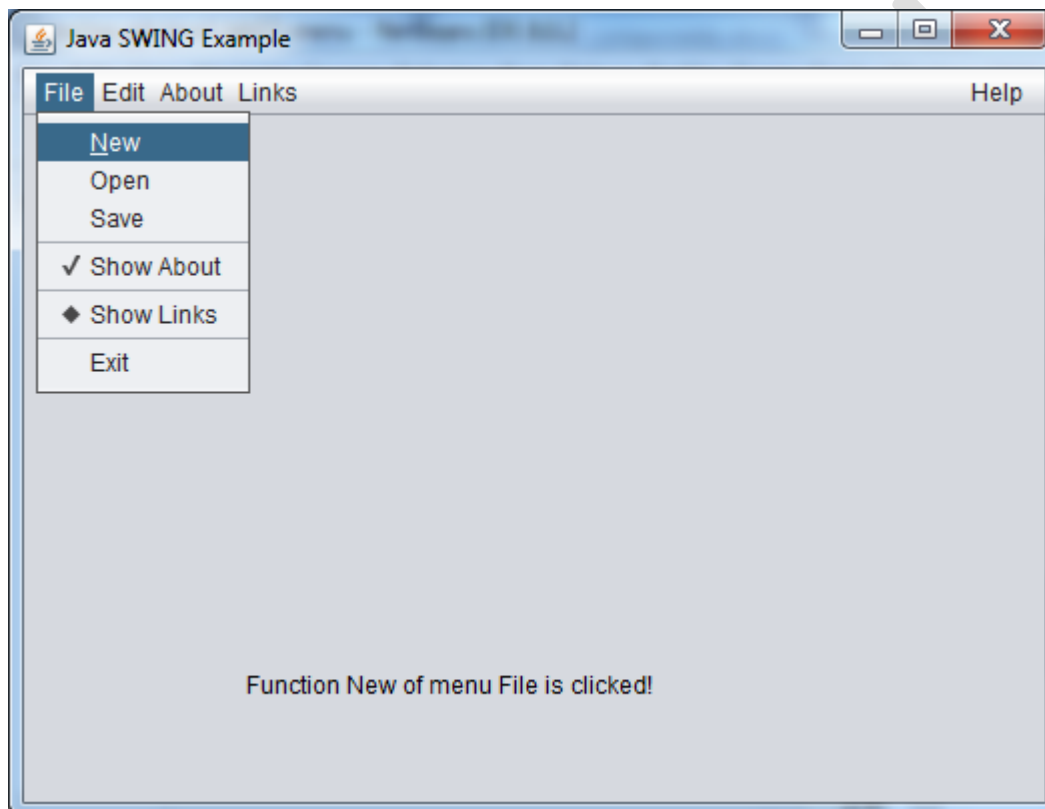 Java SWING Example
File Edit About Links Help
New
Open
Save
✓ Show About
◆ Show Links
Exit
Function New of menu File is clicked!